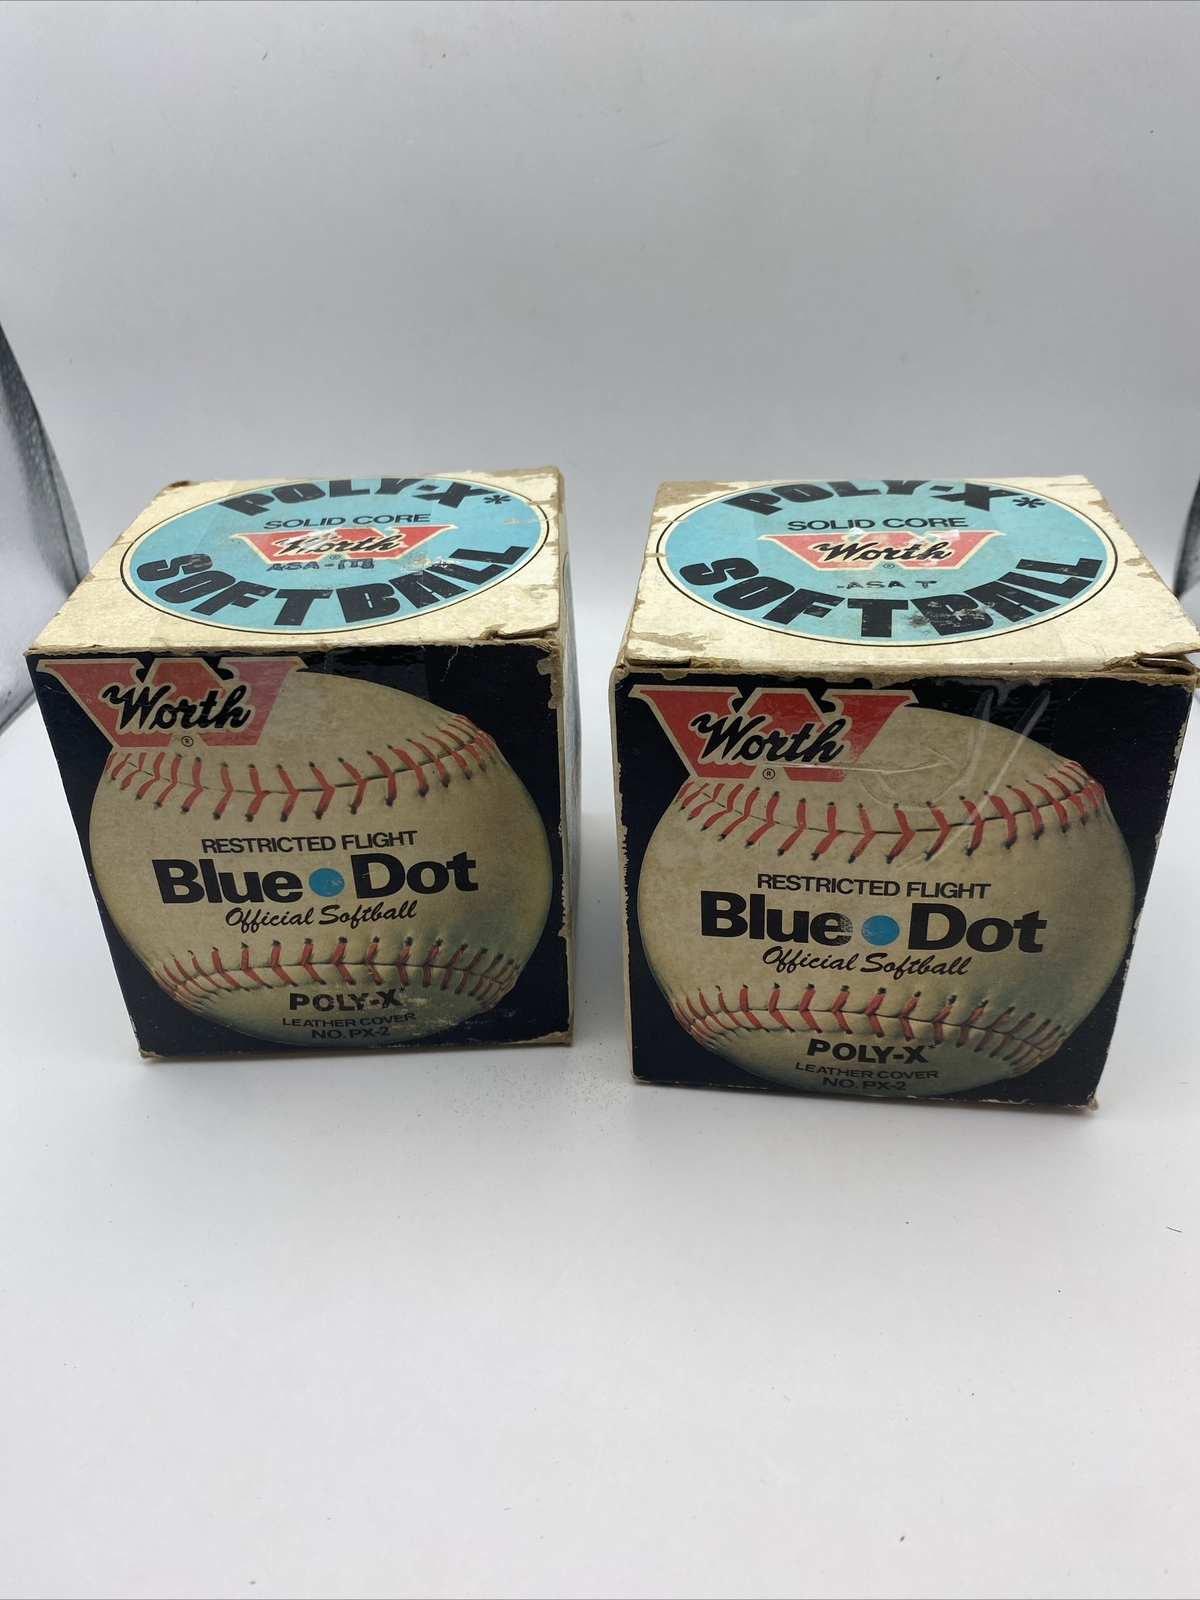 POLY-X*
SOLID CORE
Worth
®
SOFTBALL
Worth
®
RESTRICTED FLIGHT
Blue Dot
Official Softball
POLY-X*
LEATHER COVER
NO. PX-2
POLY-X*
SOLID CORE
Worth
®
-ASA T
SOFTBALL
Worth
®
RESTRICTED FLIGHT
Blue Dot
Official Softball
POLY-X*
LEATHER COVER
NO. PX-2